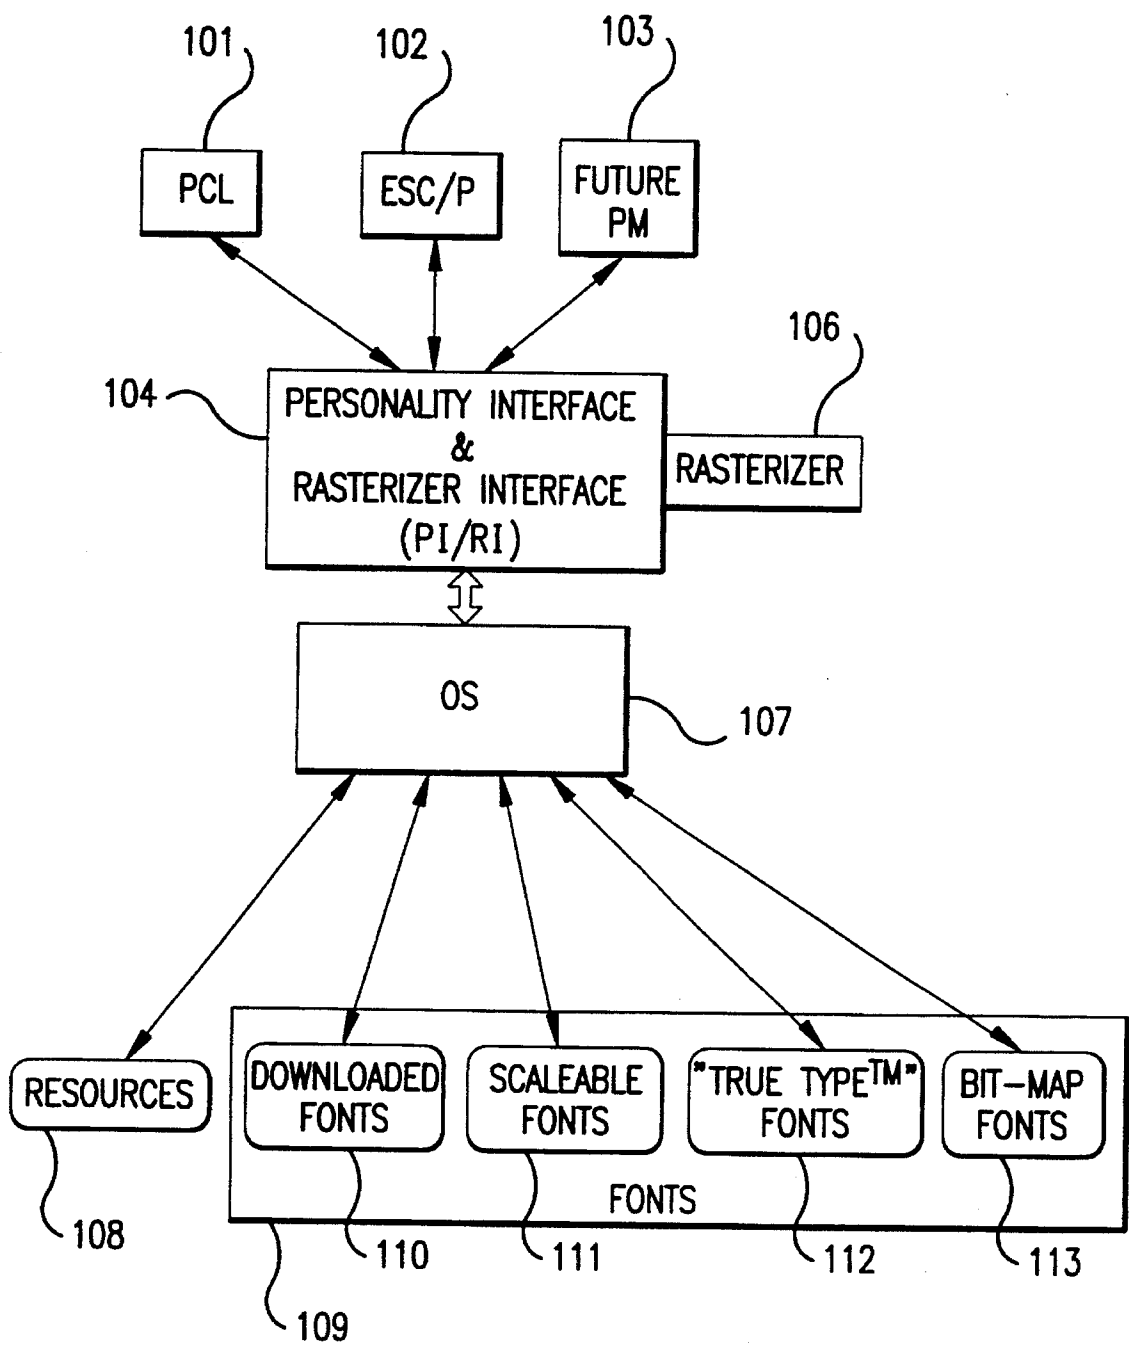 101
102
103
PCL
ESC/P
FUTURE
PM
106
104
PERSONALITY INTERFACE
&
RASTERIZER INTERFACE
(PI/RI)
RASTERIZER
OS
107
RESOURCES
DOWNLOADED
FONTS
SCALEABLE
FONTS
"TRUE TYPE™"
FONTS
BIT-MAP
FONTS
FONTS
108
110
111
112
113
109